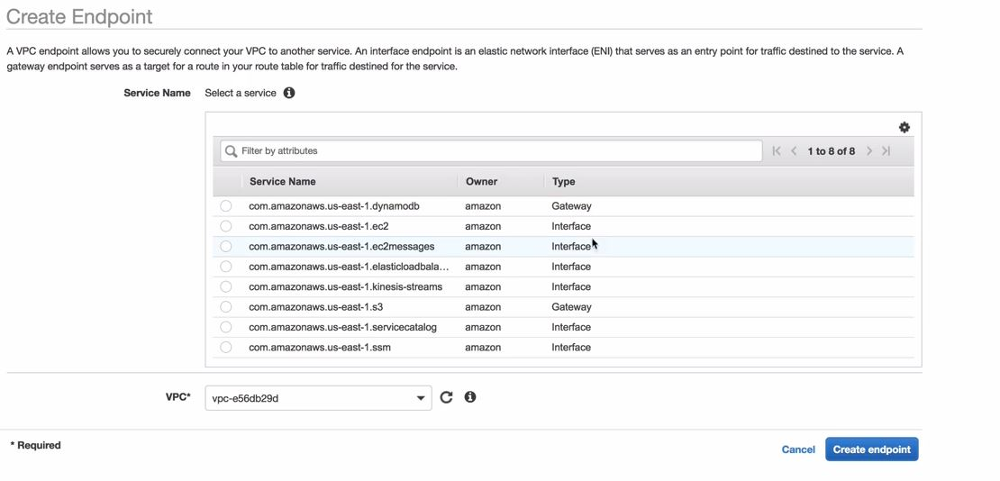 Create Endpoint
A VPC endpoint allows you to securely connect your VPC to another service. An interface endpoint is an elastic network interface (ENI) that serves as an entry point for traffic destined to the service. A
gateway endpoint serves as a target for a route in your route table for traffic destined for the service.
Service Name Select a service
Filter by attributes 1 to 8 of 8
Service Name Owner Type
com.amazonaws.us-east-1.dynamodb amazon Gateway
com.amazonaws.us-east-1.ec2 amazon Interface
com.amazonaws.us-east-1.ec2messages amazon Interface
com.amazonaws.us-east-1.elasticloadbala... amazon Interface
com.amazonaws.us-east-1.kinesis-streams amazon Interface
com.amazonaws.us-east-1.s3 amazon Gateway
com.amazonaws.us-east-1.servicecatalog amazon Interface
com.amazonaws.us-east-1.ssm amazon Interface
VPC* vpc-e56db29d
* Required
Cancel Create endpoint